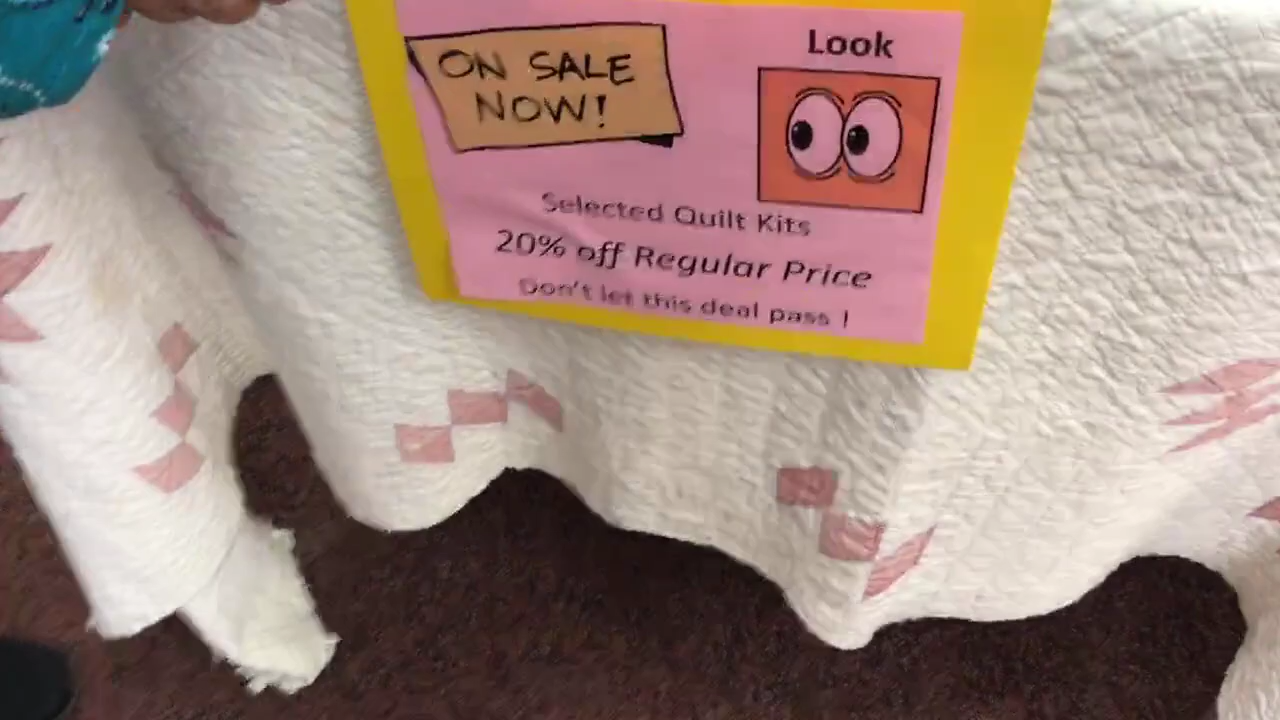 ON SALE
NOW!
Look
Selected Quilt Kits
20% off Regular Price
Don't let this deal pass !